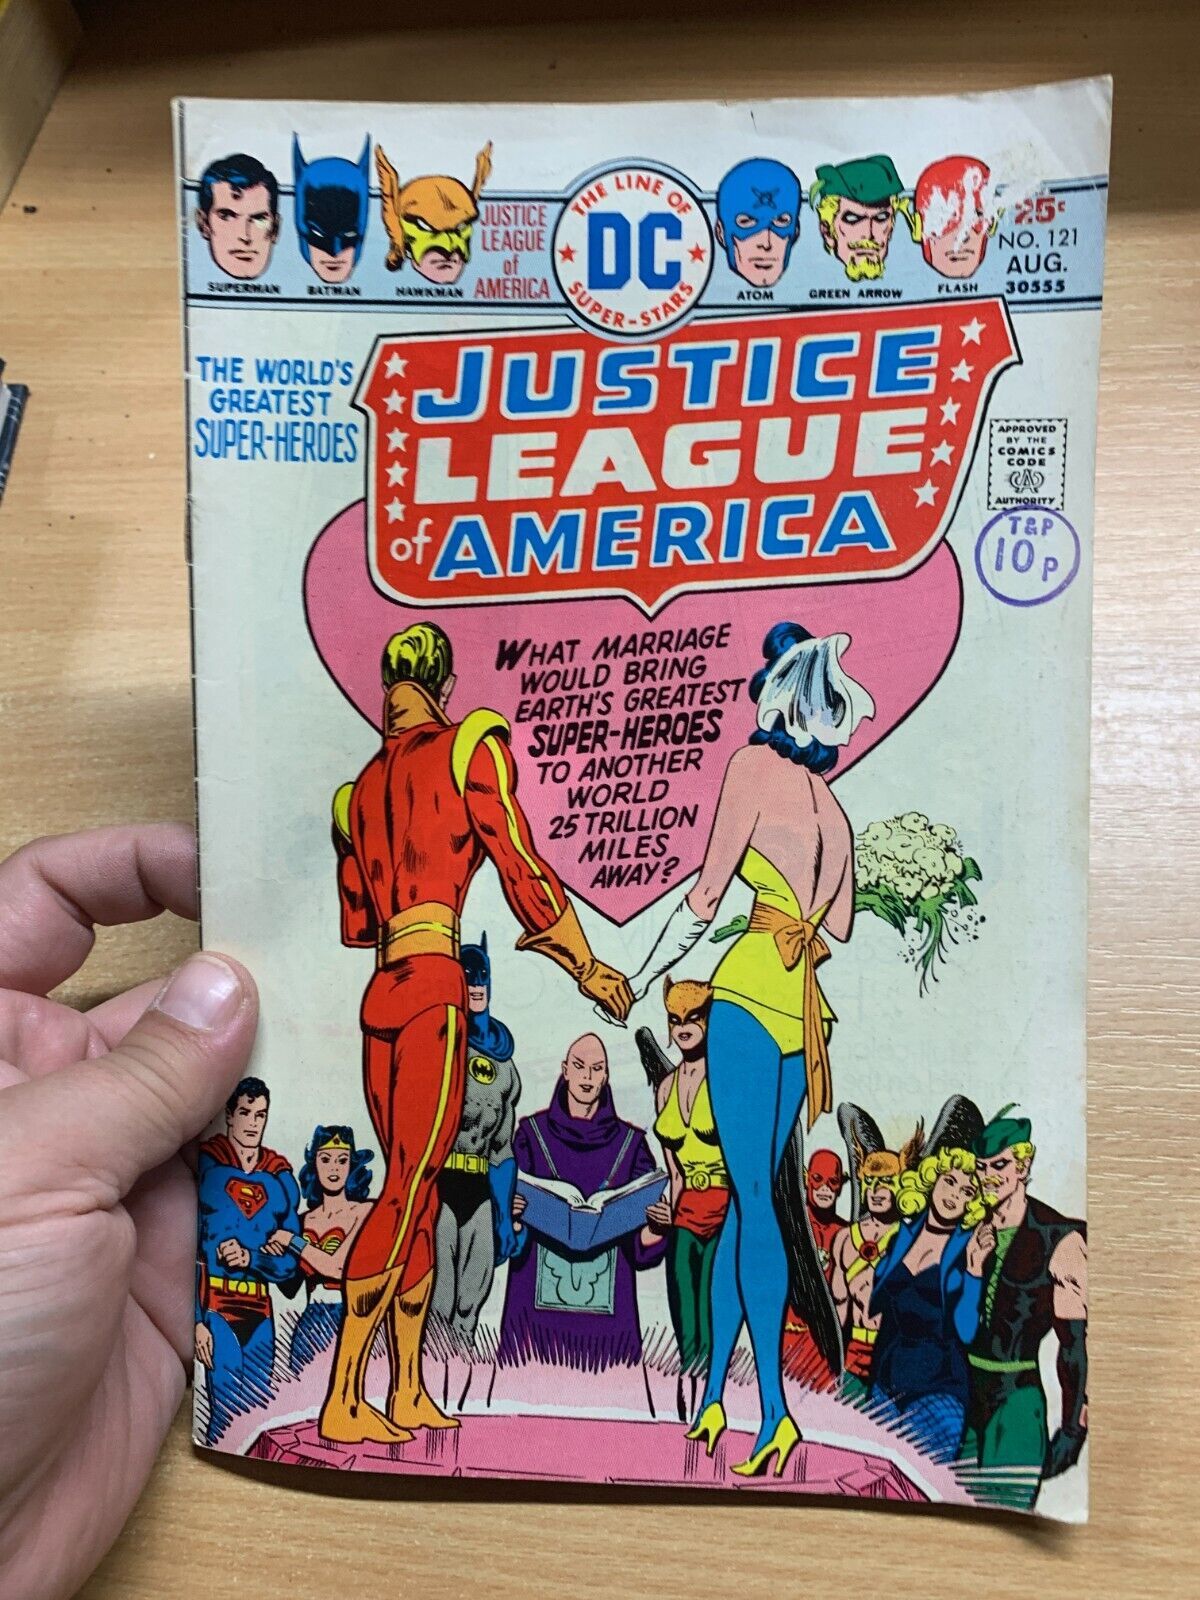 THE LINE OF
DC
SUPER-STARS
JUSTICE
LEAGUE
of
AMERICA
SUPERMAN
BATMAN
HAWKMAN
ATOM
GREEN ARROW
FLASH
25¢
NO. 121
AUG.
30555
THE WORLD'S
GREATEST
SUPER-HEROES
JUSTICE
LEAGUE
of AMERICA
APPROVED
BY THE
COMICS
CODE
AUTHORITY
T&P
10p
WHAT MARRIAGE
WOULD BRING
EARTH'S GREATEST
SUPER-HEROES
TO ANOTHER
WORLD
25 TRILLION
MILES
AWAY?